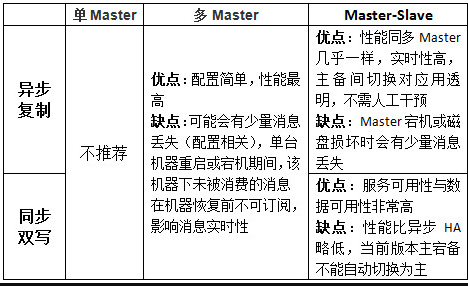 单Master
多 Master
Master-Slave
异步
复制
不推荐
优点：配置简单，性能最
高
缺点：可能会有少量消息
丢失（配置相关），单台
机器重启或宕机期间，该
机器下未被消费的消息
在机器恢复前不可订阅，
影响消息实时性
优点：性能同多 Master
几乎一样，实时性高，
主备间切换对应用透
明，不需人工干预
缺点：Master 宕机或磁
盘损坏时会有少量消息
丢失
同步
双写
优点：服务可用性与数
据可用性非常高
缺点：性能比异步 HA
略低，当前版本主宕备
不能自动切换为主